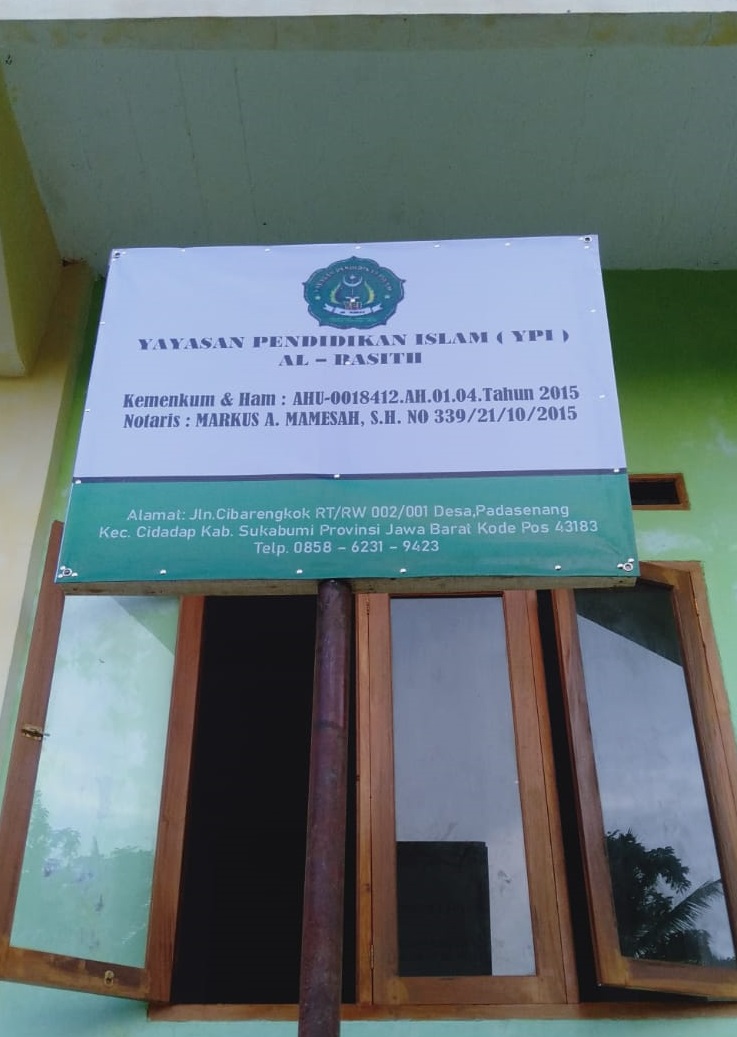 YAYASAN PENDIDIKAN ISLAM ( YPI )
AL - RASITH
Kemenkum & Ham : AHU-0018412.AH.01.04.Tahun 2015
Notaris : MARKUS A. MAMESAH, S.H. NO 339/21/10/2015
Alamat: Jln.Cibarengkok RT/RW 002/001 Desa,Padasenang
Kec. Cidadap Kab. Sukabumi Provinsi Jawa Barat Kode Pos 43183
Telp. 0858 - 6231 - 9423